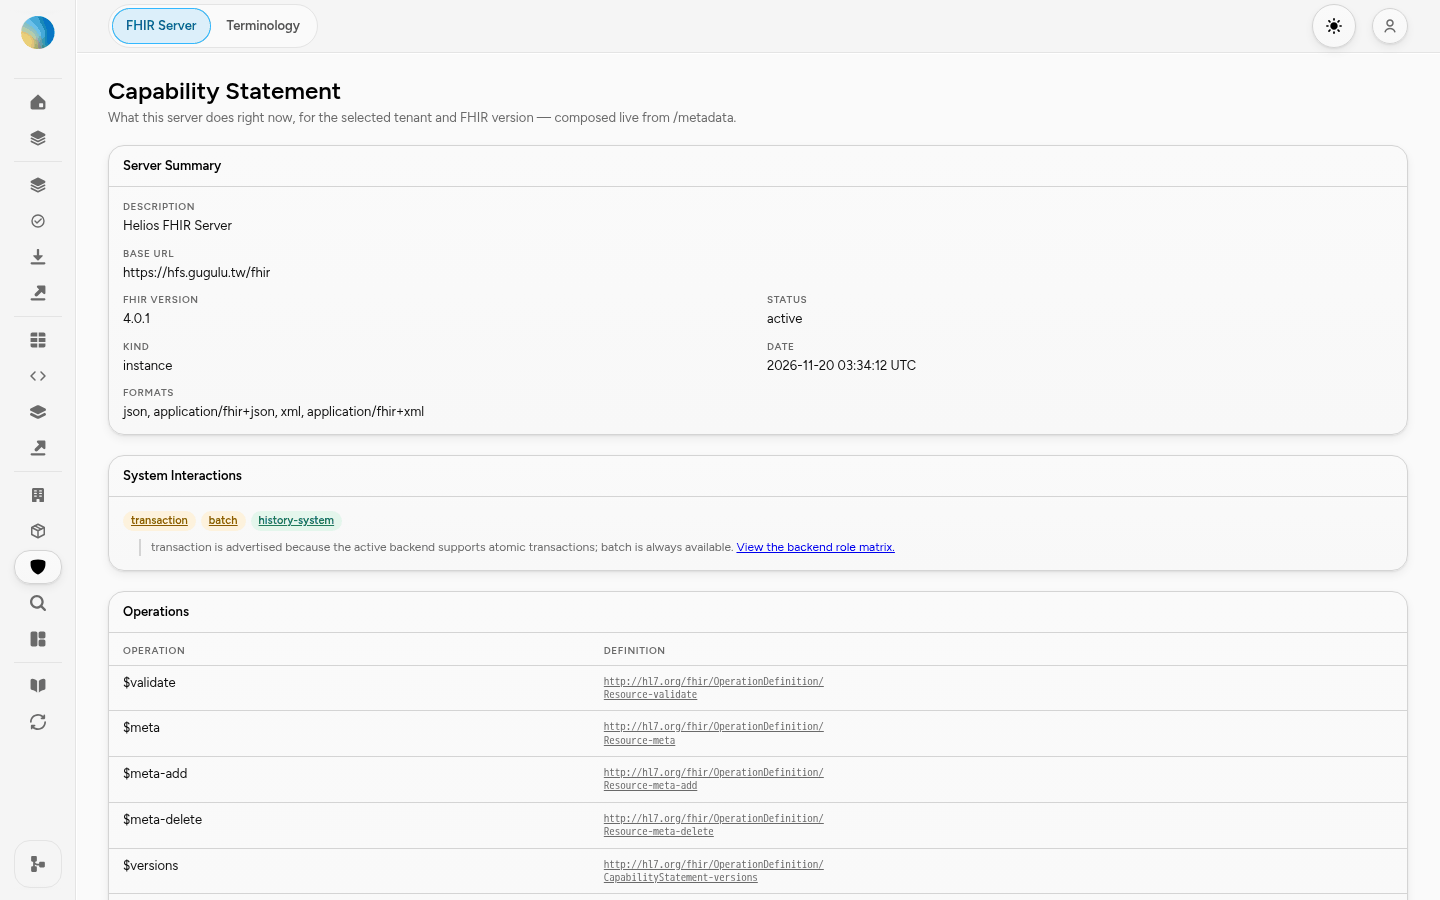 FHIR Server
Terminology
Capability Statement
What this server does right now, for the selected tenant and FHIR version — composed live from /metadata.
Server Summary
DESCRIPTION
Helios FHIR Server
BASE URL
https://hfs.gugulu.tw/fhir
FHIR VERSION
4.0.1
STATUS
active
KIND
instance
DATE
2026-11-20 03:34:12 UTC
FORMATS
json, application/fhir+json, xml, application/fhir+xml
System Interactions
transaction
batch
history-system
transaction is advertised because the active backend supports atomic transactions; batch is always available. View the backend role matrix.
Operations
OPERATION
DEFINITION
$validate
http://hl7.org/fhir/OperationDefinition/
Resource-validate
$meta
http://hl7.org/fhir/OperationDefinition/
Resource-meta
$meta-add
http://hl7.org/fhir/OperationDefinition/
Resource-meta-add
$meta-delete
http://hl7.org/fhir/OperationDefinition/
Resource-meta-delete
$versions
http://hl7.org/fhir/OperationDefinition/
CapabilityStatement-versions